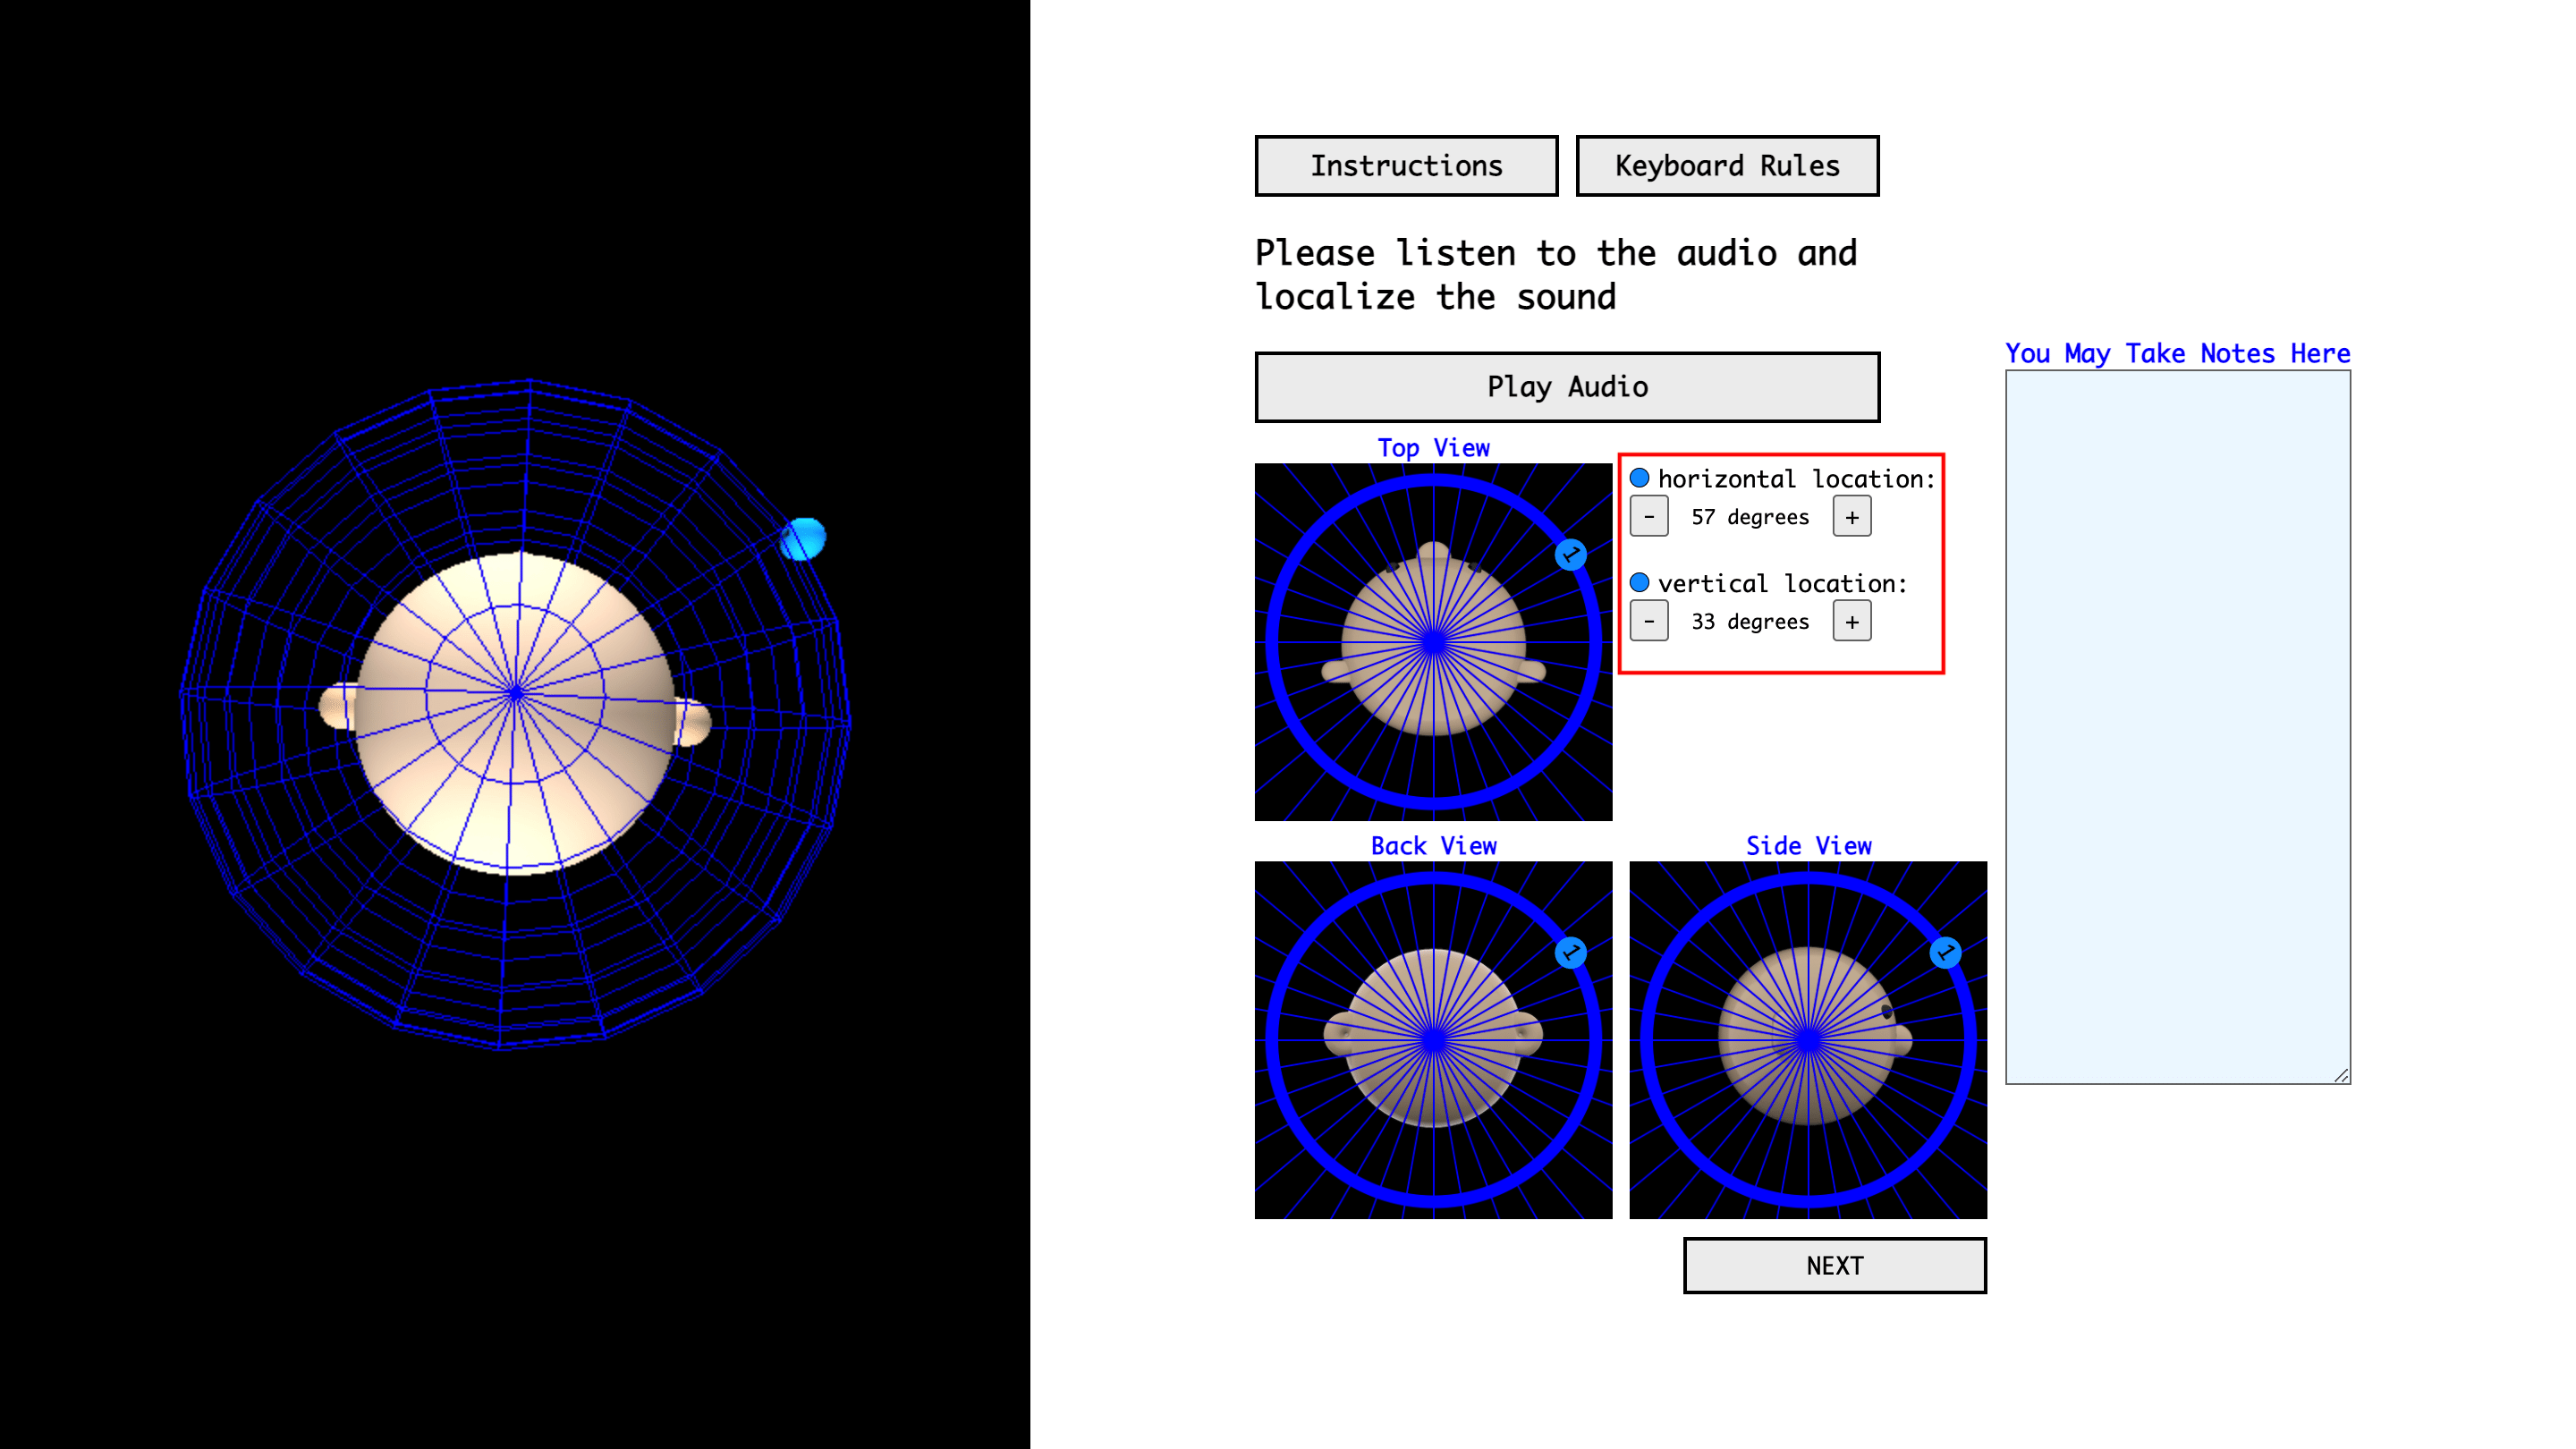 Instructions
Keyboard Rules
Please listen to the audio and
localize the sound
Play Audio
You May Take Notes Here
Top View
horizontal location:
- 57 degrees +
vertical location:
- 33 degrees +
1
Back View
Side View
1
1
NEXT